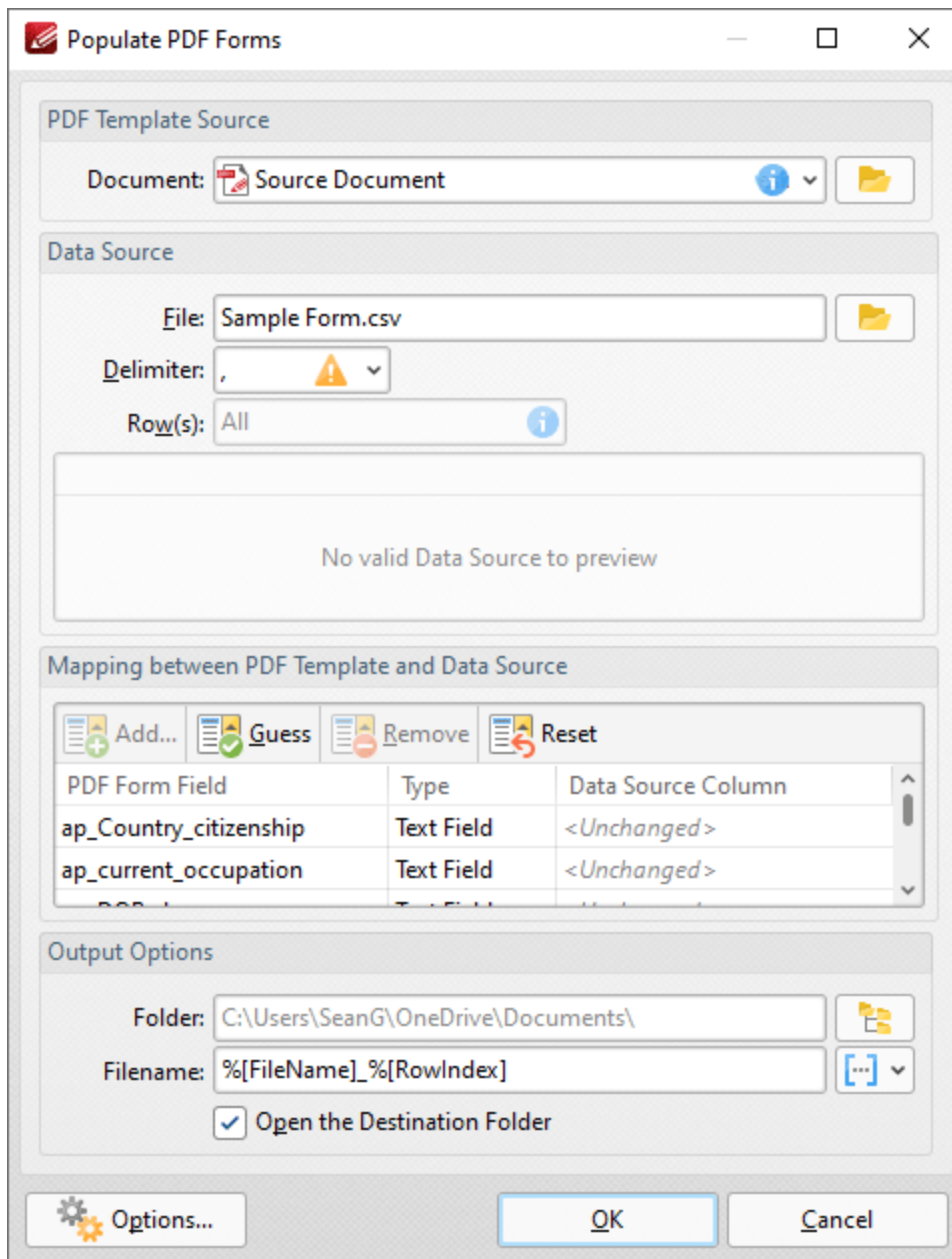 Populate PDF Forms
PDF Template Source
Document: Source Document
Data Source
File: Sample Form.csv
Delimiter: ,
Row(s): All
No valid Data Source to preview
Mapping between PDF Template and Data Source
Add... Guess Remove Reset
PDF Form Field Type Data Source Column
ap_Country_citizenship Text Field <Unchanged>
ap_current_occupation Text Field <Unchanged>
Output Options
Folder: C:\Users\SeanG\OneDrive\Documents\
Filename: %[FileName]_%[RowIndex]
Open the Destination Folder
Options... OK Cancel